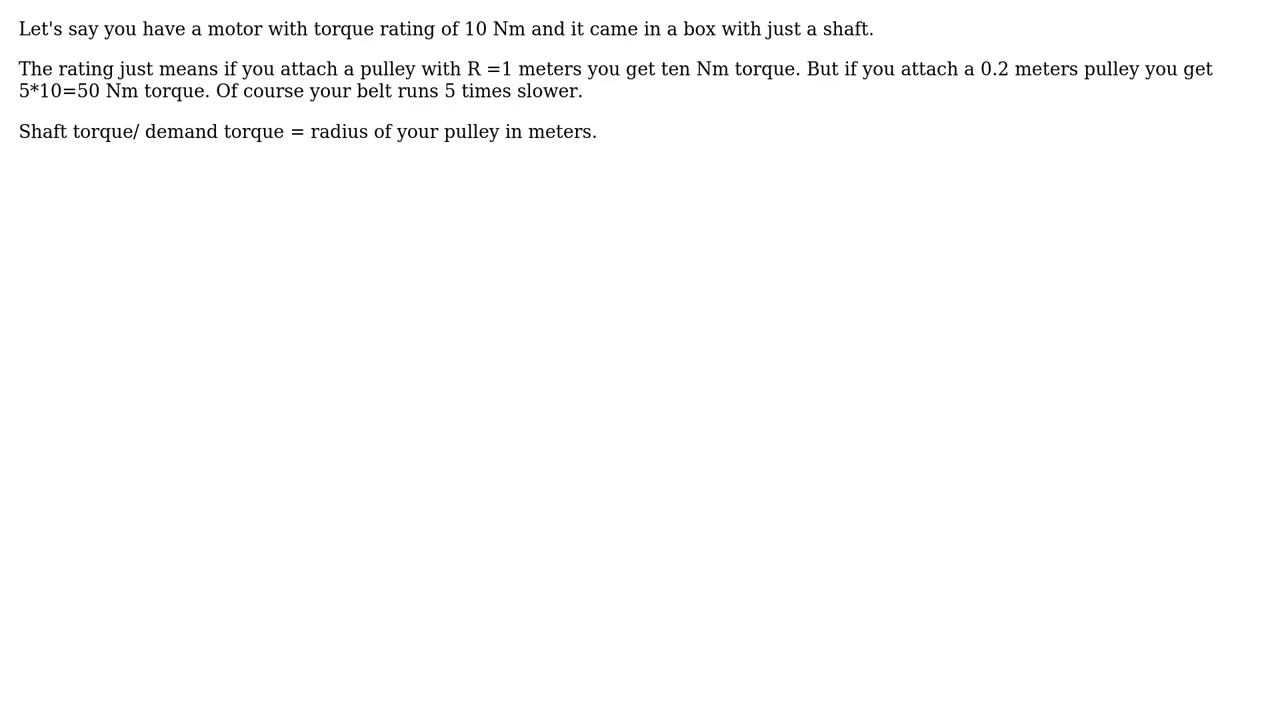 Let's say you have a motor with torque rating of 10 Nm and it came in a box with just a shaft.
The rating just means if you attach a pulley with R =1 meters you get ten Nm torque. But if you attach a 0.2 meters pulley you get
5*10=50 Nm torque. Of course your belt runs 5 times slower.
Shaft torque/ demand torque = radius of your pulley in meters.